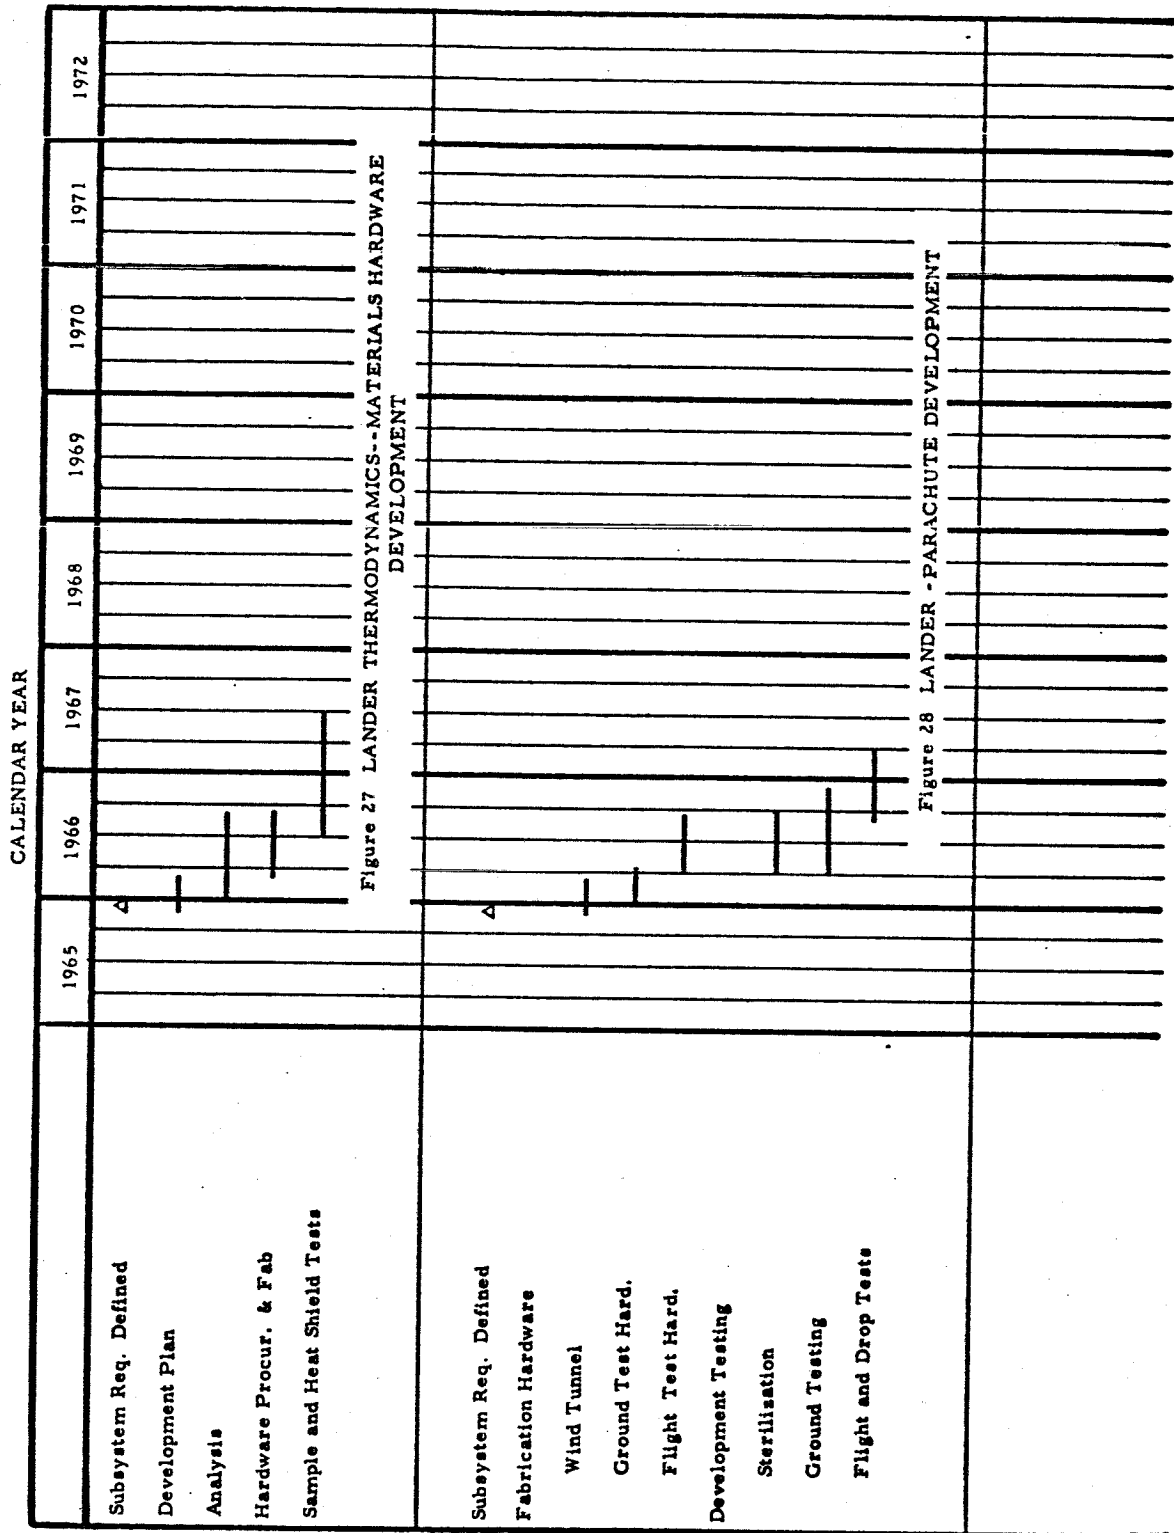 CALENDAR YEAR
1965 1966 1967 1968 1969 1970 1971 1972
Subsystem Req. Defined
Development Plan
Analysis
Hardware Procur. & Fab
Sample and Heat Shield Tests
Figure 27 LANDER THERMODYNAMICS--MATERIALS HARDWARE
DEVELOPMENT
Subsystem Req. Defined
Fabrication Hardware
Wind Tunnel
Ground Test Hard.
Flight Test Hard.
Development Testing
Sterilization
Ground Testing
Flight and Drop Tests
Figure 28 LANDER - PARACHUTE DEVELOPMENT